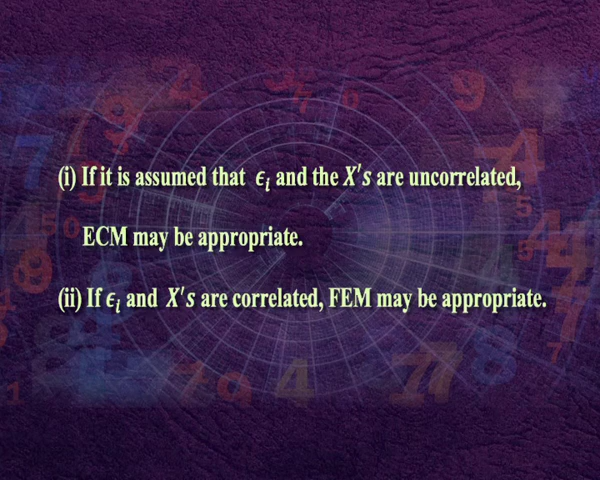 (i) If it is assumed that ϵᵢ and the X's are uncorrelated,
ECM may be appropriate.
(ii) If ϵᵢ and X's are correlated, FEM may be appropriate.